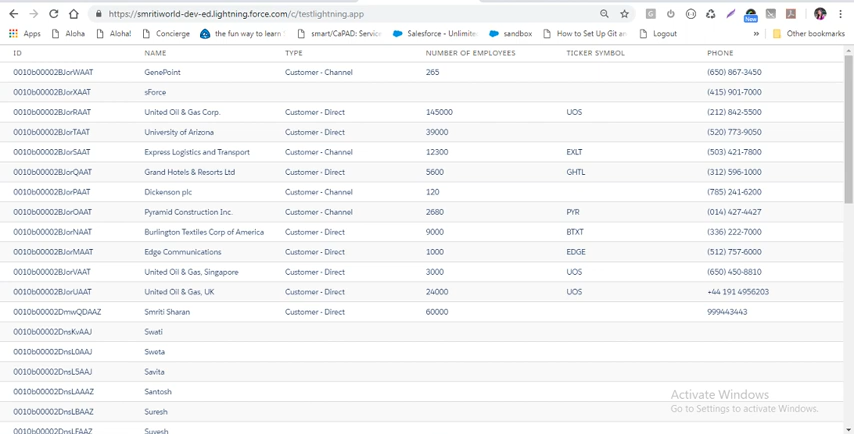 https://smritiworld-dev-ed.lightning.force.com/c/testlightning.app
New
Apps Aloha Aloha! Concierge the fun way to learn smart/CaPAD: Service Salesforce - Unlimite sandbox How to Set Up Git an Logout » Other bookmarks
ID NAME TYPE NUMBER OF EMPLOYEES TICKER SYMBOL PHONE
0010b00002BJorWAAT GenePoint Customer - Channel 265 (650) 867-3450
0010b00002BJorXAAT sForce (415) 901-7000
0010b00002BJorRAAT United Oil & Gas Corp. Customer - Direct 145000 UOS (212) 842-5500
0010b00002BJorTAAT University of Arizona Customer - Direct 39000 (520) 773-9050
0010b00002BJorSAAT Express Logistics and Transport Customer - Channel 12300 EXLT (503) 421-7800
0010b00002BJorQAAT Grand Hotels & Resorts Ltd Customer - Direct 5600 GHTL (312) 596-1000
0010b00002BJorPAAT Dickenson plc Customer - Channel 120 (785) 241-6200
0010b00002BJorOAAT Pyramid Construction Inc. Customer - Channel 2680 PYR (014) 427-4427
0010b00002BJorNAAT Burlington Textiles Corp of America Customer - Direct 9000 BTXT (336) 222-7000
0010b00002BJorMAAT Edge Communications Customer - Direct 1000 EDGE (512) 757-6000
0010b00002BJorVAAT United Oil & Gas, Singapore Customer - Direct 3000 UOS (650) 450-8810
0010b00002BJorUAAT United Oil & Gas, UK Customer - Direct 24000 UOS +44 191 4956203
0010b00002DmwQDAAZ Smriti Sharan Customer - Direct 60000 999443443
0010b00002DnsKvAAJ Swati
0010b00002DnsL0AAJ Sweta
0010b00002DnsL5AAJ Savita
0010b00002DnsLAAAZ Santosh
0010b00002DnsLBAAZ Suresh
0010b00002DnsLFAAZ Suyesh
Activate Windows
Go to Settings to activate Windows.